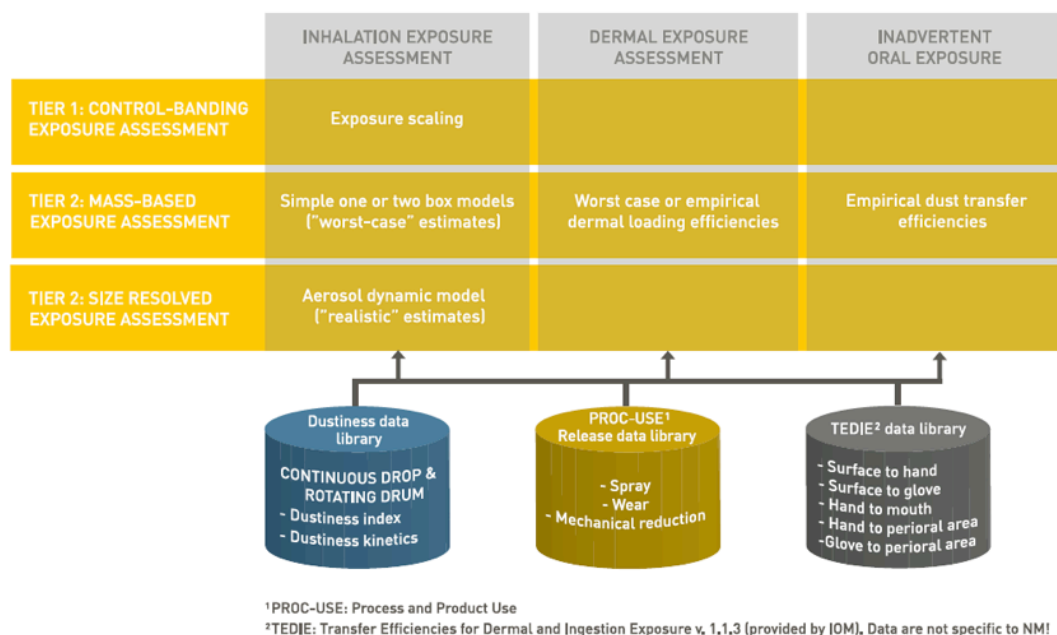 INHALATION EXPOSURE
ASSESSMENT
DERMAL EXPOSURE
ASSESSMENT
INADVERTENT
ORAL EXPOSURE
TIER 1: CONTROL-BANDING
EXPOSURE ASSESSMENT
Exposure scaling
TIER 2: MASS-BASED
EXPOSURE ASSESSMENT
Simple one or two box models
("worst-case" estimates)
Worst case or empirical
dermal loading efficiencies
Empirical dust transfer
efficiencies
TIER 2: SIZE RESOLVED
EXPOSURE ASSESSMENT
Aerosol dynamic model
("realistic" estimates)
Dustiness data
library
CONTINUOUS DROP &
ROTATING DRUM
- Dustiness index
- Dustiness kinetics
PROC-USE¹
Release data library
- Spray
- Wear
- Mechanical reduction
TEDIE² data library
- Surface to hand
- Surface to glove
- Hand to mouth
- Hand to perioral area
-Glove to perioral area
¹PROC-USE: Process and Product Use
²TEDIE: Transfer Efficiencies for Dermal and Ingestion Exposure v. 1.1.3 (provided by IOM). Data are not specific to NM!